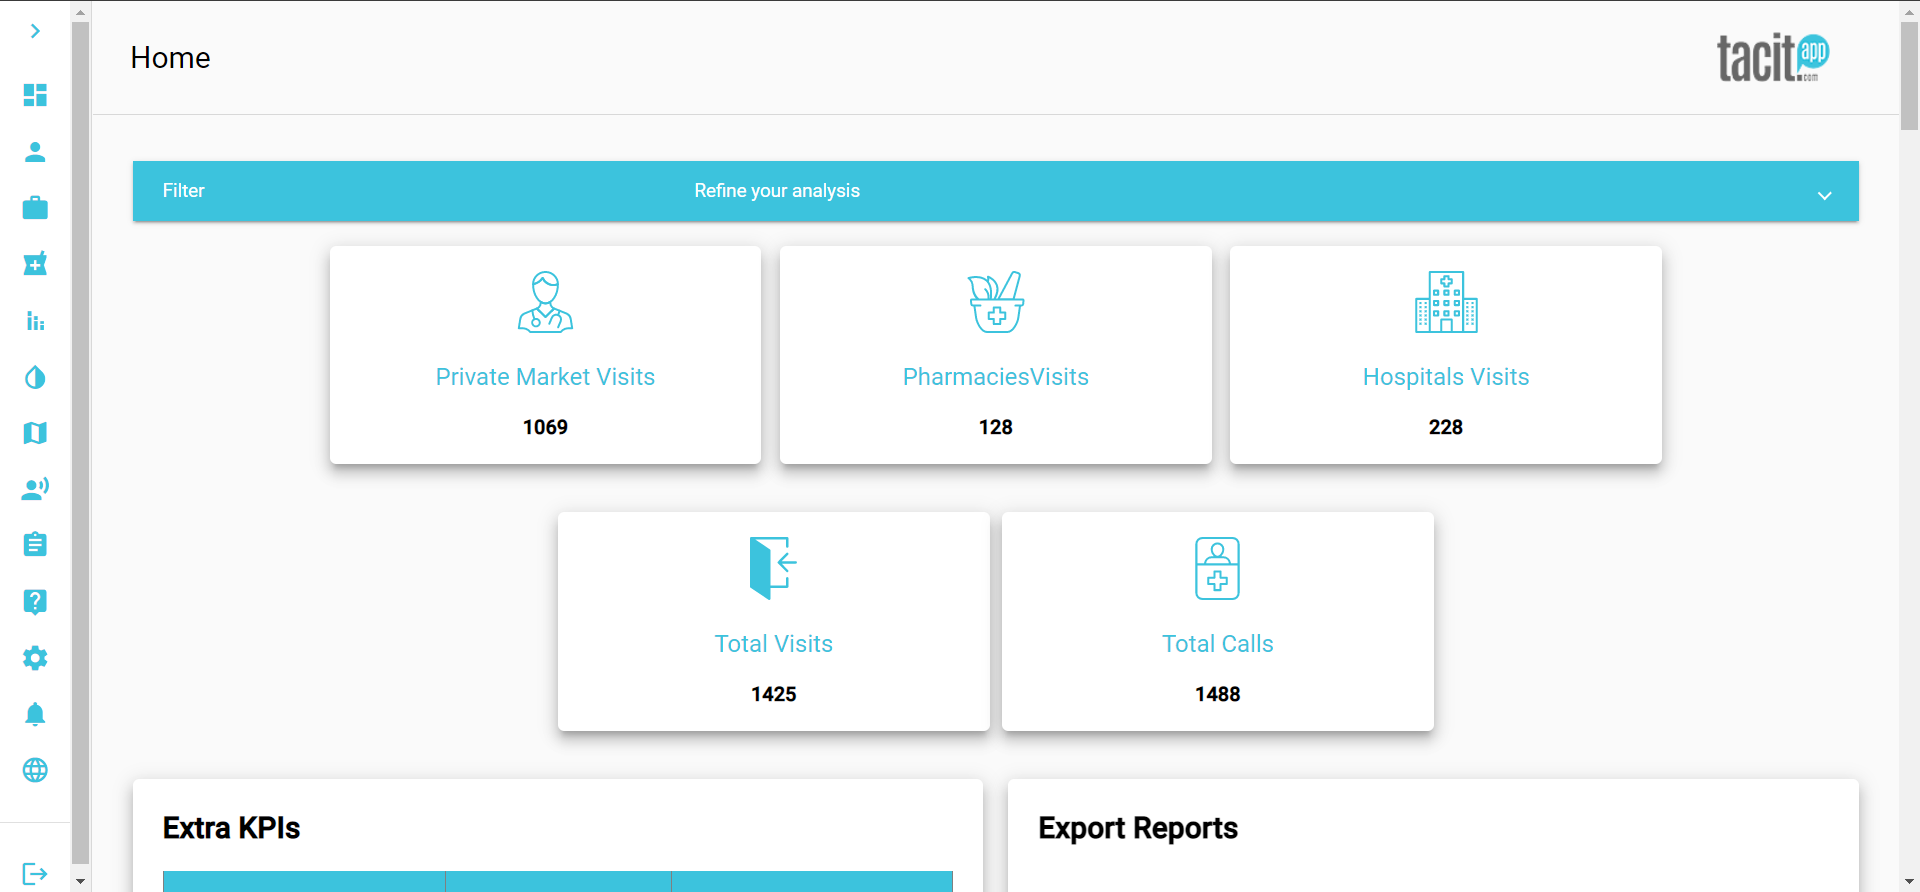 Home
tacit.app
.com
Filter
Refine your analysis
Private Market Visits
1069
PharmaciesVisits
128
Hospitals Visits
228
Total Visits
1425
Total Calls
1488
Extra KPIs
Export Reports